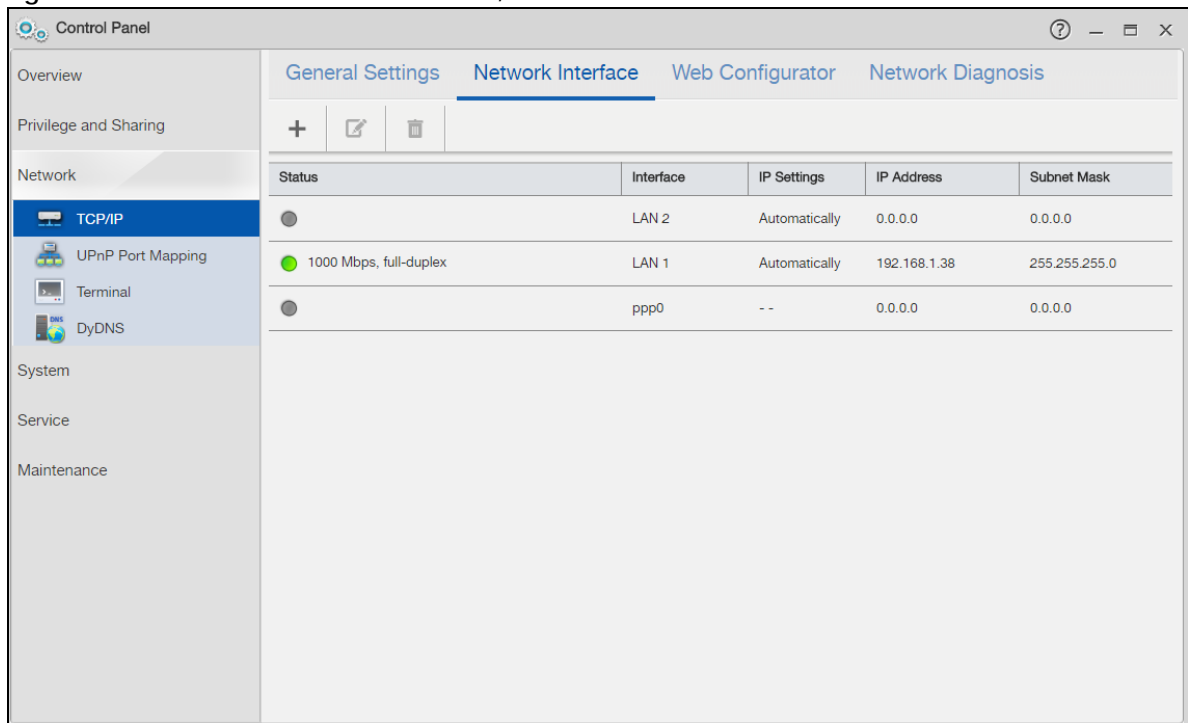 Control Panel
Overview
Privilege and Sharing
Network
TCP/IP
UPnP Port Mapping
Terminal
DyDNS
System
Service
Maintenance
General Settings Network Interface Web Configurator Network Diagnosis
Status Interface IP Settings IP Address Subnet Mask
LAN 2 Automatically 0.0.0.0 0.0.0.0
1000 Mbps, full-duplex LAN 1 Automatically 192.168.1.38 255.255.255.0
ppp0 - - 0.0.0.0 0.0.0.0